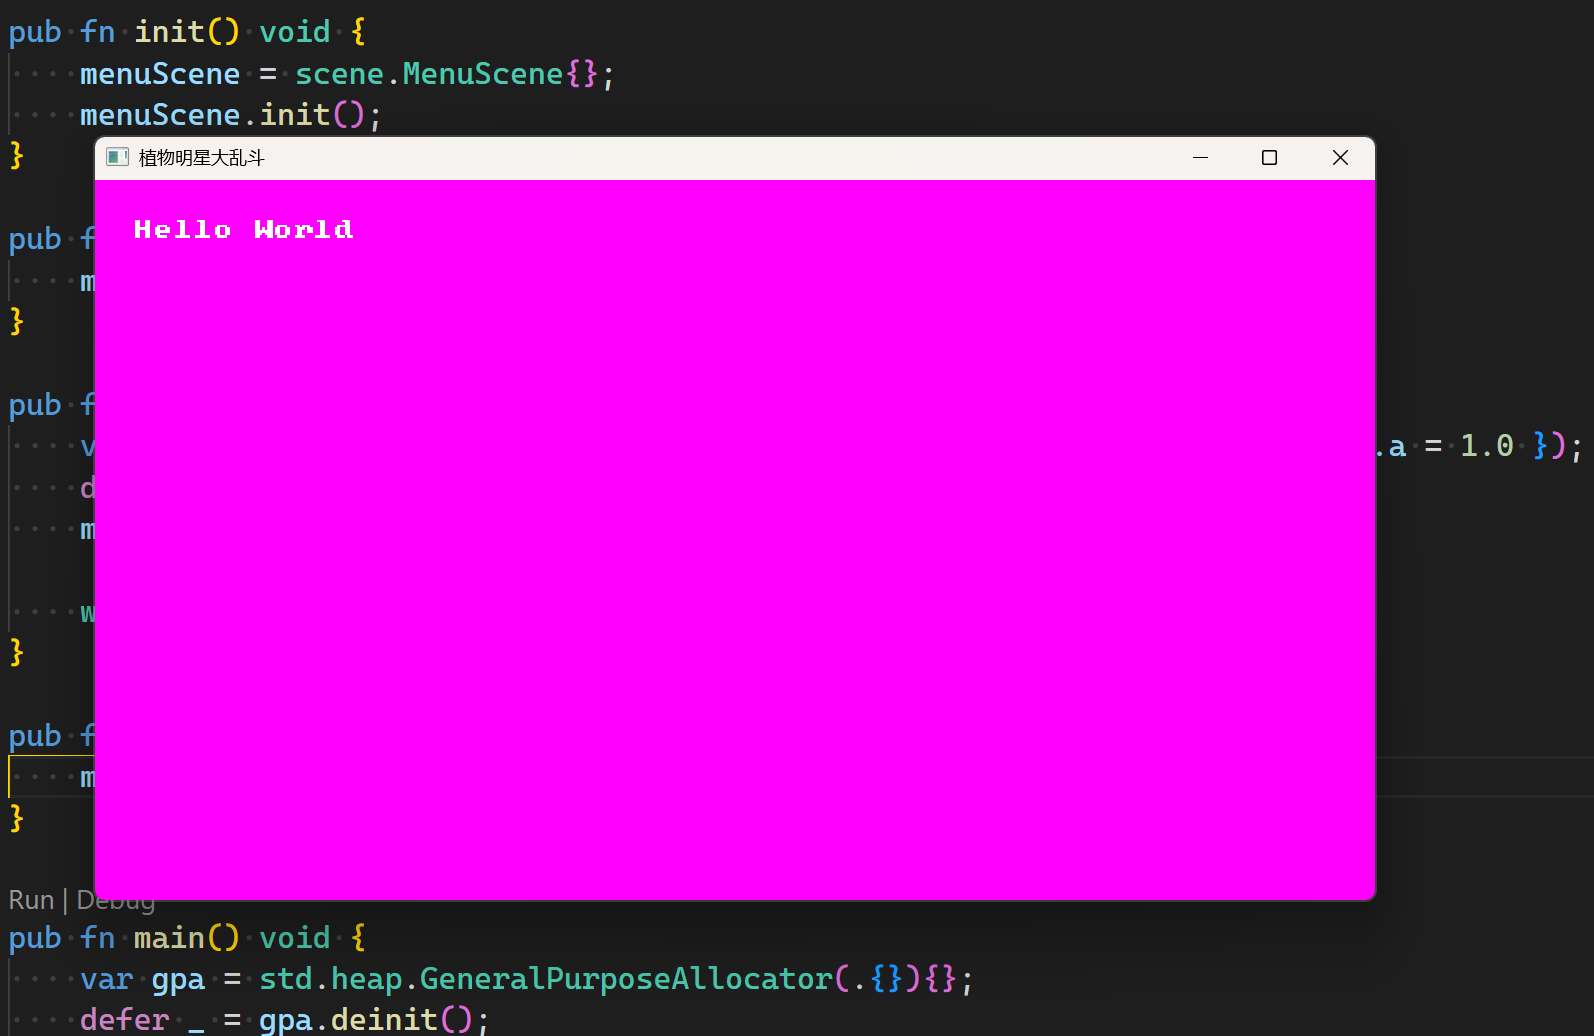 pub fn init() void {
menuScene = scene.MenuScene{};
menuScene.init();
}
植物明星大乱斗
Hello World
pub f
m
}
pub f
v .a = 1.0 });
d
m
w
}
pub f
m
}
Run | Debug
pub fn main() void {
var gpa = std.heap.GeneralPurposeAllocator(.{}){};
defer _ = gpa.deinit();